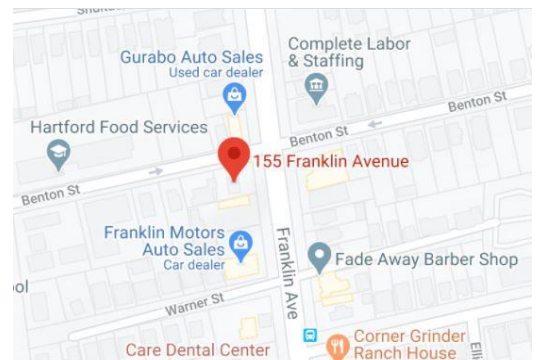 Gurabo Auto Sales
Used car dealer
Complete Labor
& Staffing
Benton St
Hartford Food Services
Benton St
155 Franklin Avenue
Benton St
Franklin Motors
Auto Sales
Car dealer
Franklin Ave
Fade Away Barber Shop
Warner St
Care Dental Center
Corner Grinder
Ranch House